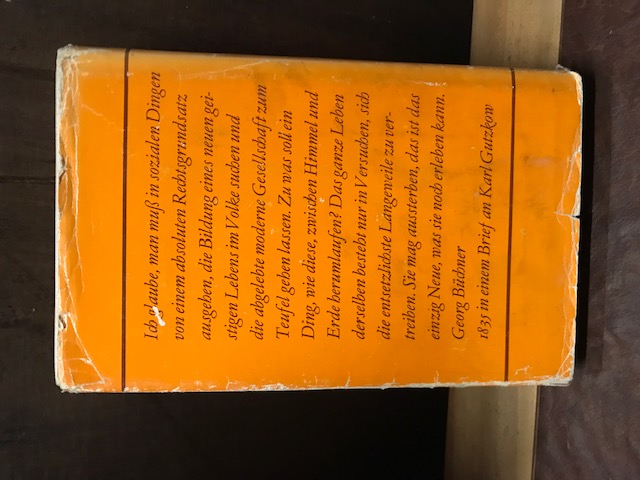 Ich glaube, man muß in sozialen Dingen
von einem absoluten Rechtsgrundsatz
ausgehen, die Bildung eines neuen gei-
stigen Lebens im Volke suchen und
die abgelebte moderne Gesellschaft zum
Teufel gehen lassen. Zu was soll ein
Ding wie diese, zwischen Himmel und
Erde herumlaufen? Das ganze Leben
derselben besteht nur in Versuchen, sich
die entsetzlichste Langeweile zu ver-
treiben. Sie mag aussterben, das ist das
einzig Neue, was sie noch erleben kann.
Georg Büchner
1835 in einem Brief an Karl Gutzkow